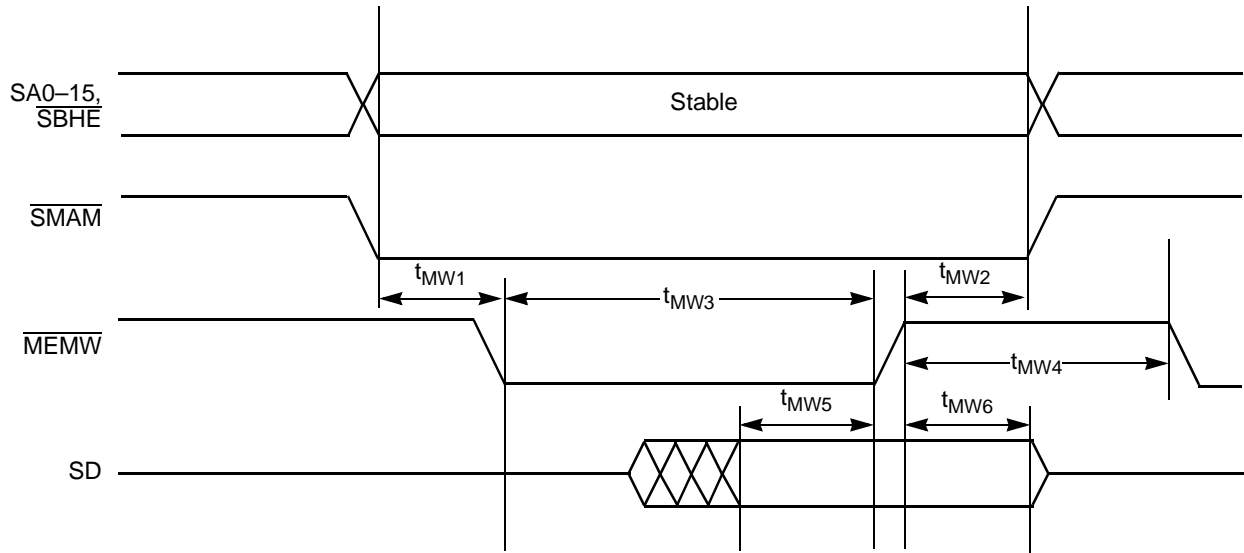 SA0–15,
SBHE
Stable
SMAM
tMW1
tMW2
tMW3
MEMW
tMW4
tMW5
tMW6
SD